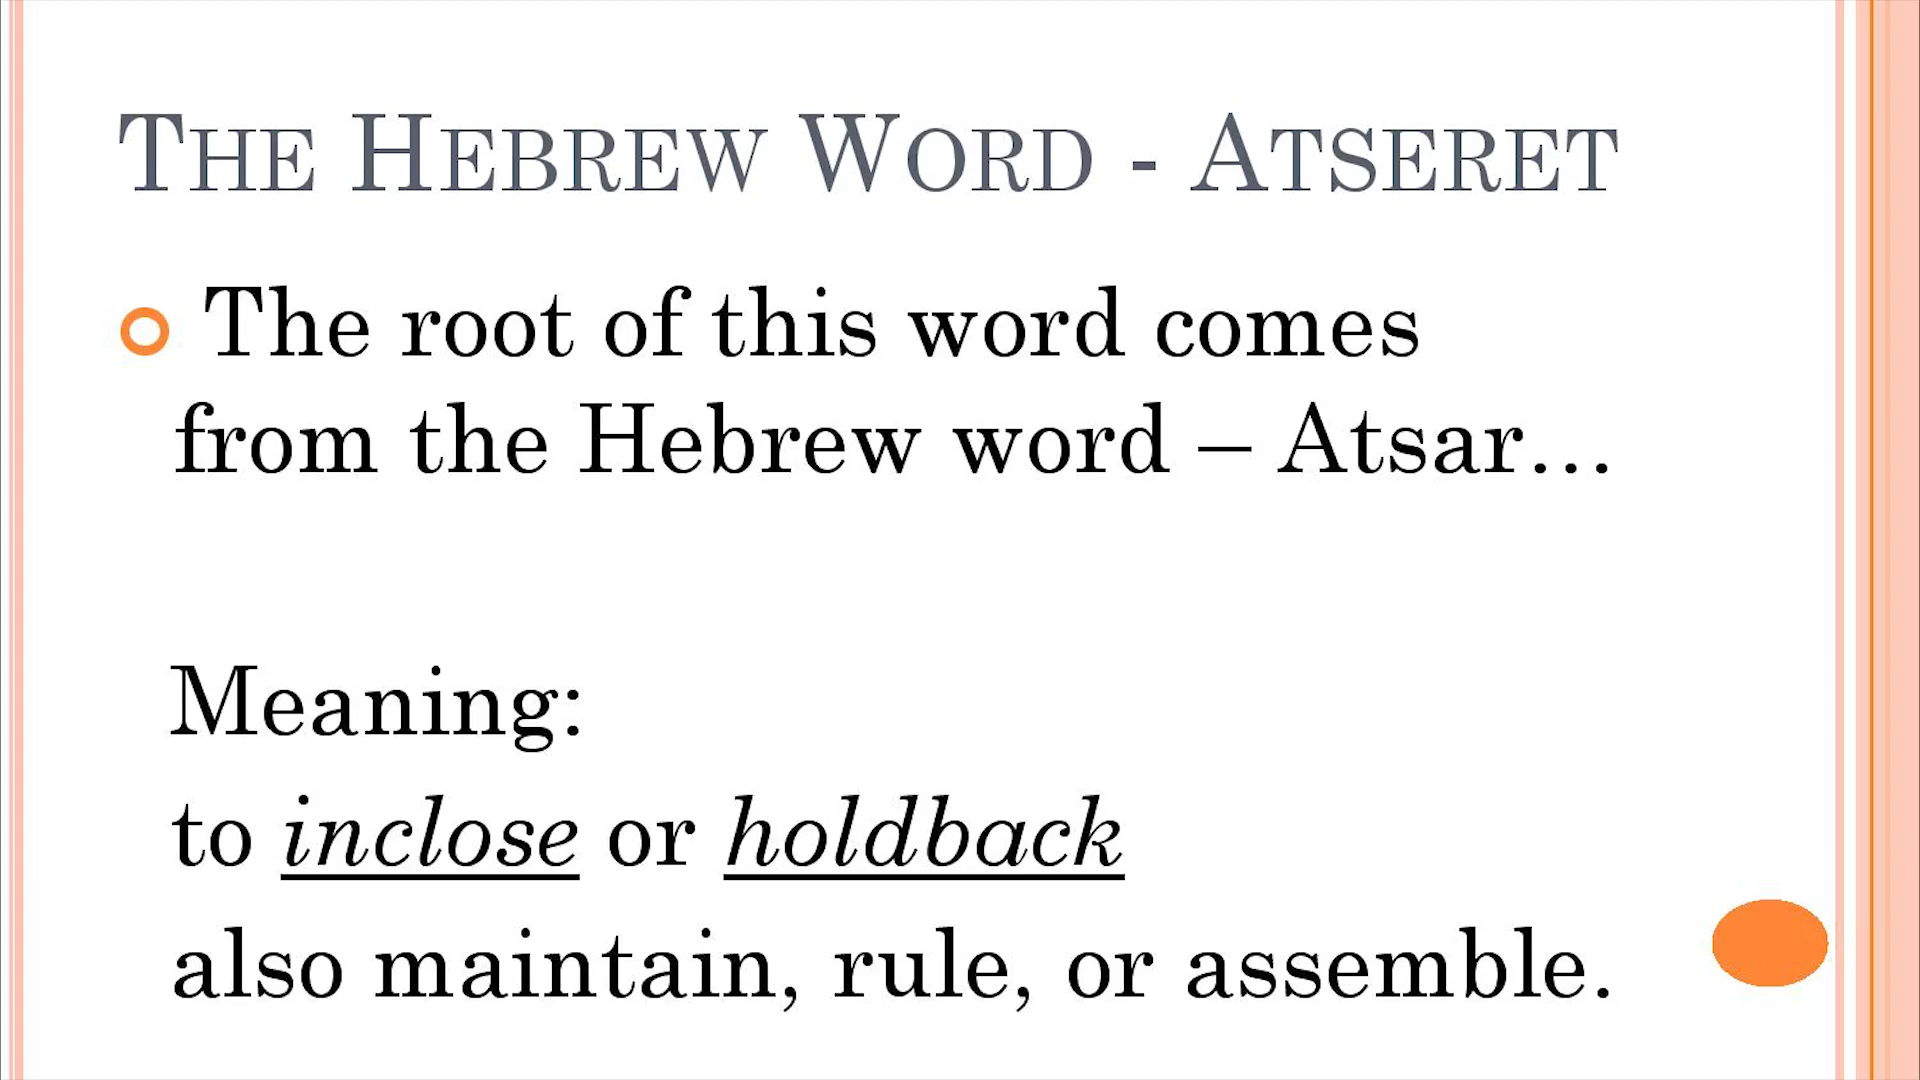 THE HEBREW WORD - ATSERET
The root of this word comes
from the Hebrew word – Atsar...
Meaning:
to inclose or holdback
also maintain, rule, or assemble.